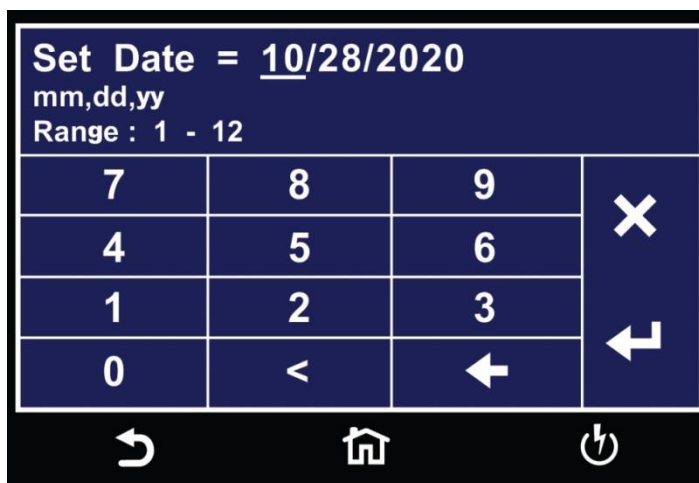 Set Date = 10/28/2020
mm,dd,yy
Range : 1 - 12
7 8 9
4 5 6
1 2 3
0 <